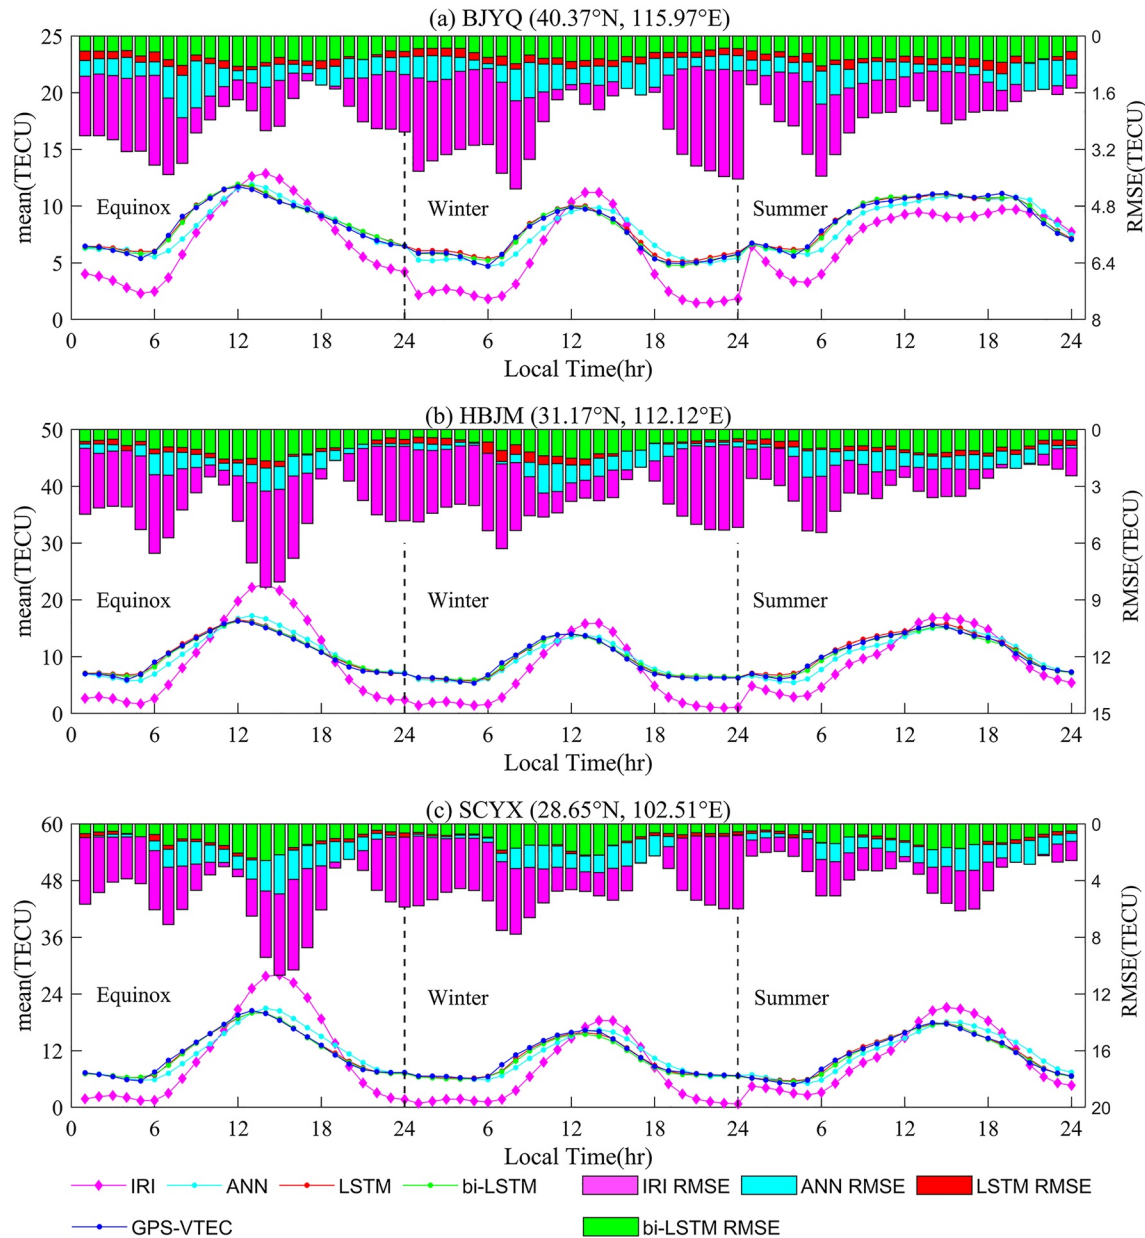 (a) BJYQ (40.37°N, 115.97°E)
25 20 15 10 5 0
mean(TECU)
0 1.6 3.2 4.8 6.4 8
RMSE(TECU)
Equinox Winter Summer
0 6 12 18 24 6 12 18 24 6 12 18 24
Local Time(hr)
(b) HBJM (31.17°N, 112.12°E)
50 40 30 20 10 0
mean(TECU)
0 3 6 9 12 15
RMSE(TECU)
Equinox Winter Summer
0 6 12 18 24 6 12 18 24 6 12 18 24
Local Time(hr)
(c) SCYX (28.65°N, 102.51°E)
60 48 36 24 12 0
mean(TECU)
0 4 8 12 16 20
RMSE(TECU)
Equinox Winter Summer
0 6 12 18 24 6 12 18 24 6 12 18 24
Local Time(hr)
IRI ANN LSTM bi-LSTM IRI RMSE ANN RMSE LSTM RMSE
GPS-VTEC bi-LSTM RMSE